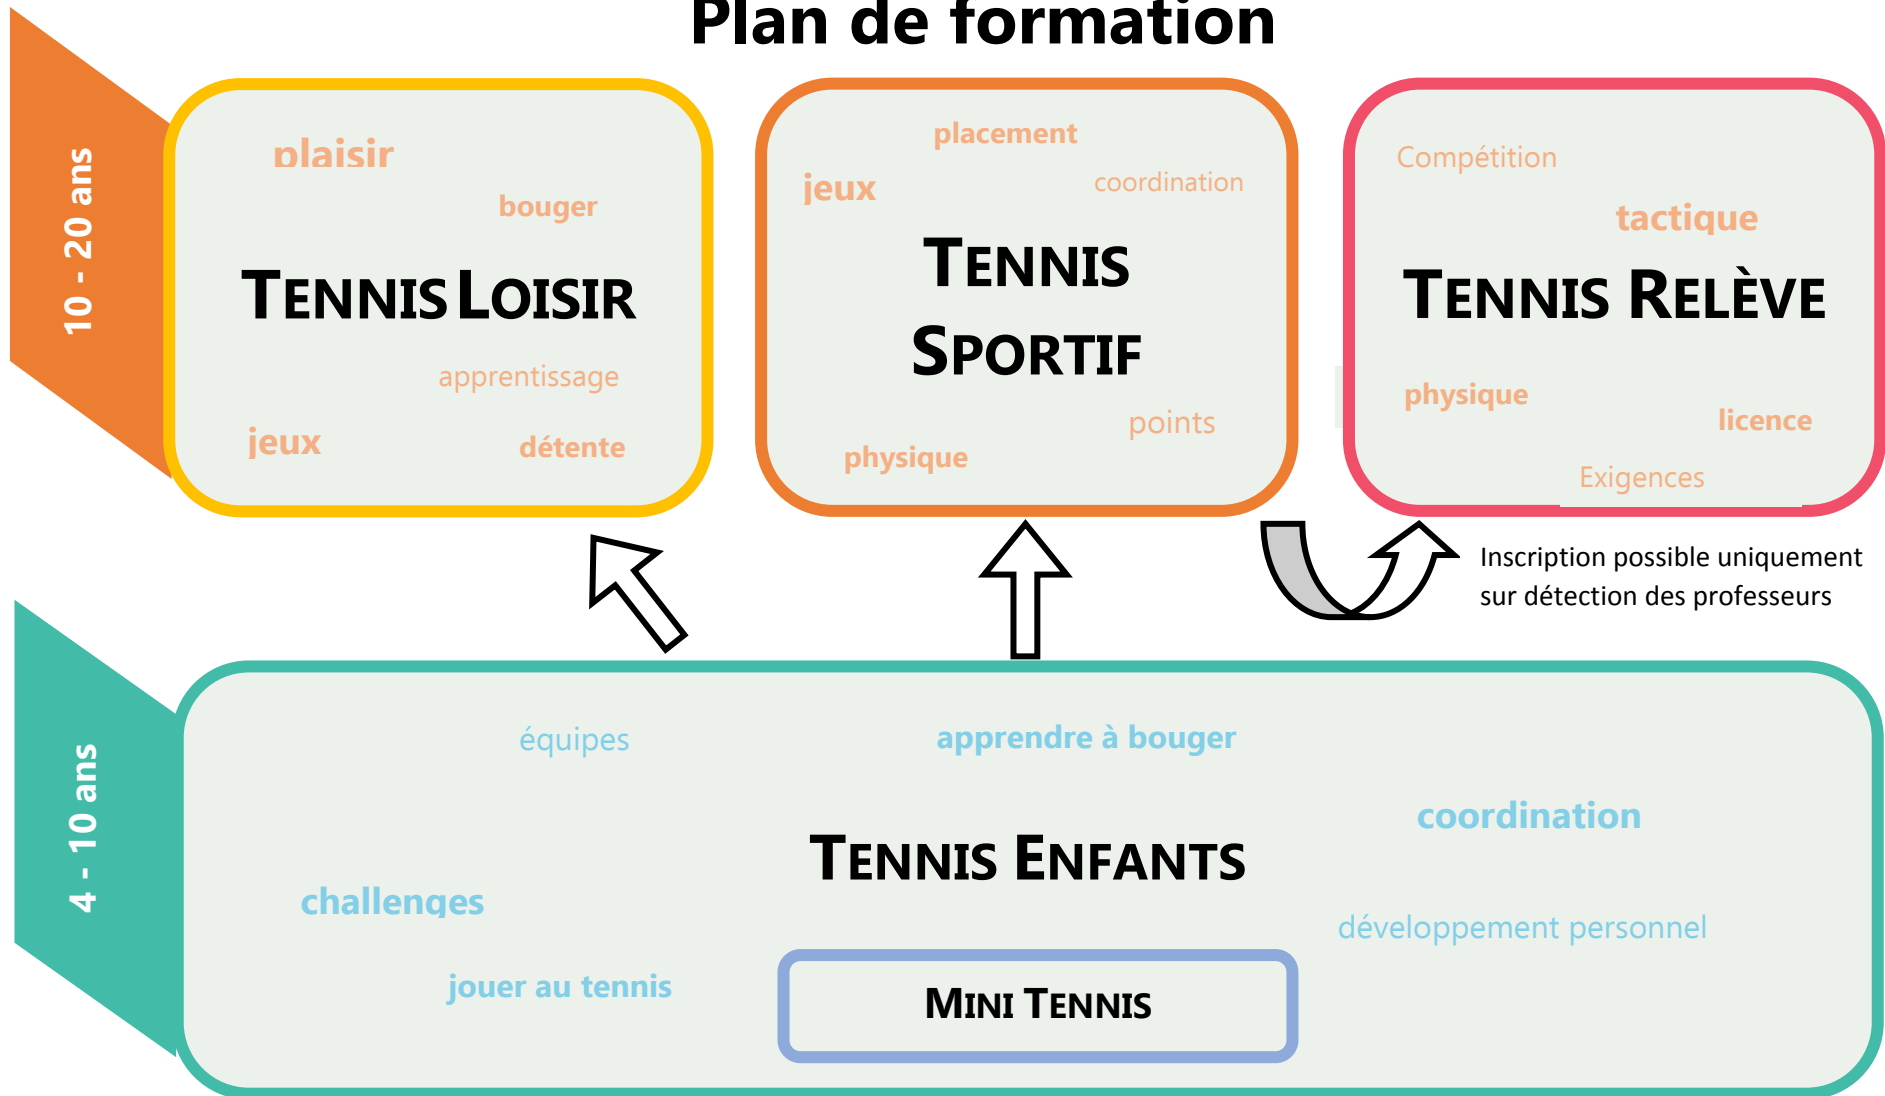 Plan de formation
10 - 20 ans
plaisir
bouger
TENNIS LOISIR
apprentissage
jeux
détente
placement
jeux
coordination
TENNIS
SPORTIF
points
physique
Compétition
tactique
TENNIS RELÈVE
physique
licence
Exigences
Inscription possible uniquement
sur détection des professeurs
4 - 10 ans
équipes
apprendre à bouger
coordination
TENNIS ENFANTS
challenges
développement personnel
jouer au tennis
MINI TENNIS